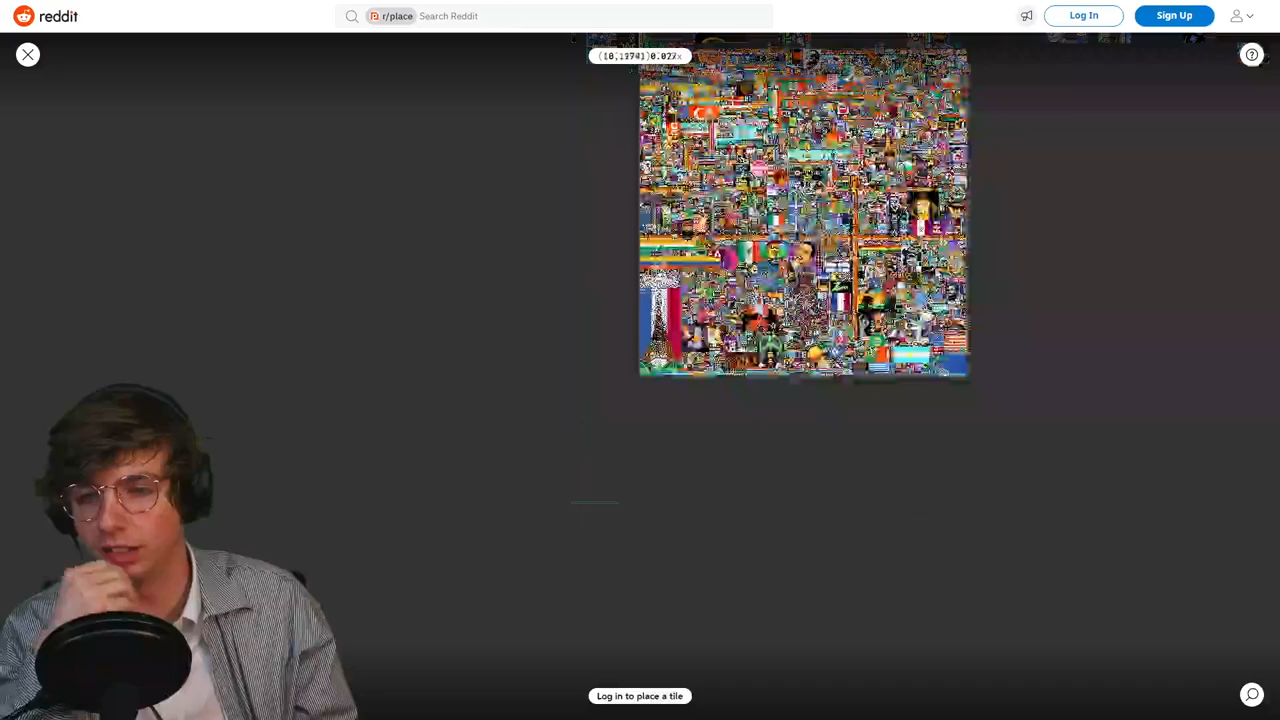 reddit
r/place Search Reddit
Log In
Sign Up
Log in to place a tile